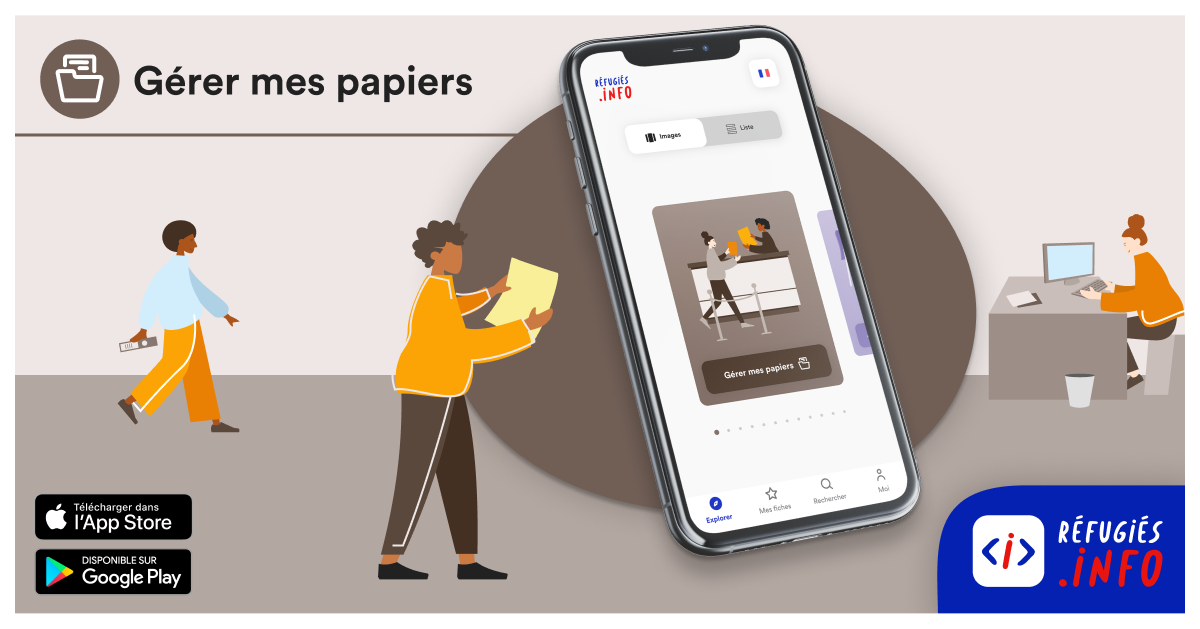 Gérer mes papiers
RÉFUGIÉS
.iNFO
Images
Liste
Gérer mes papiers
Explorer
Mes fiches
Rechercher
Moi
Télécharger dans
l'App Store
DISPONIBLE SUR
Google Play
<i>
RÉFUGIÉS
.iNFO